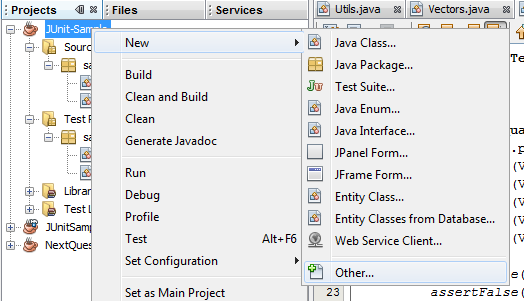 Projects
Files
Services
Utils.java
Vectors.java
JUnit-Sample
New
Sourc
sa
Build
Clean and Build
Clean
Generate Javadoc
Test P
sa
Run
Debug
Profile
Test Alt+F6
Set Configuration
Set as Main Project
Librar
Test L
JUnitSamp
NextQues
Java Class...
Java Package...
Test Suite...
Java Enum...
Java Interface...
JPanel Form...
JFrame Form...
Entity Class...
Entity Classes from Database...
Web Service Client...
Other...
Te
ua
.p
(V
(V
(V
(V
e(
23 assertFalse(